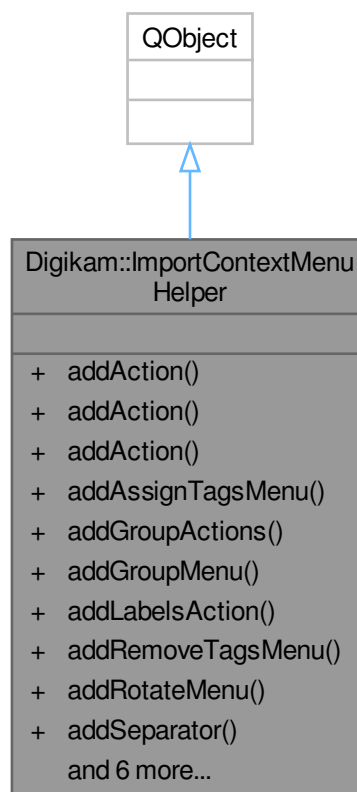 QObject
Digikam::ImportContextMenu
Helper
+ addAction()
+ addAction()
+ addAction()
+ addAssignTagsMenu()
+ addGroupActions()
+ addGroupMenu()
+ addLabelsAction()
+ addRemoveTagsMenu()
+ addRotateMenu()
+ addSeparator()
and 6 more...